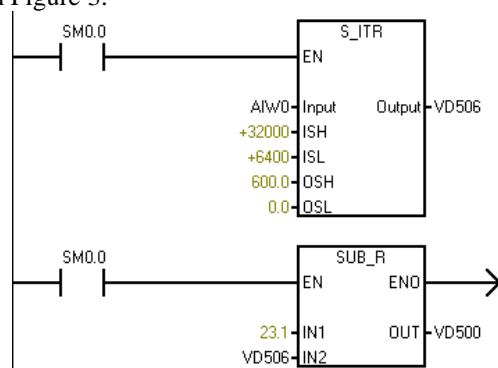 Figure 3.
SM0.0
S_ITR
EN
AIW0 Input Output VD506
+32000 ISH
+6400 ISL
600.0 OSH
0.0 OSL
SM0.0
SUB_R
EN ENO
23.1 IN1 OUT VD500
VD506 IN2